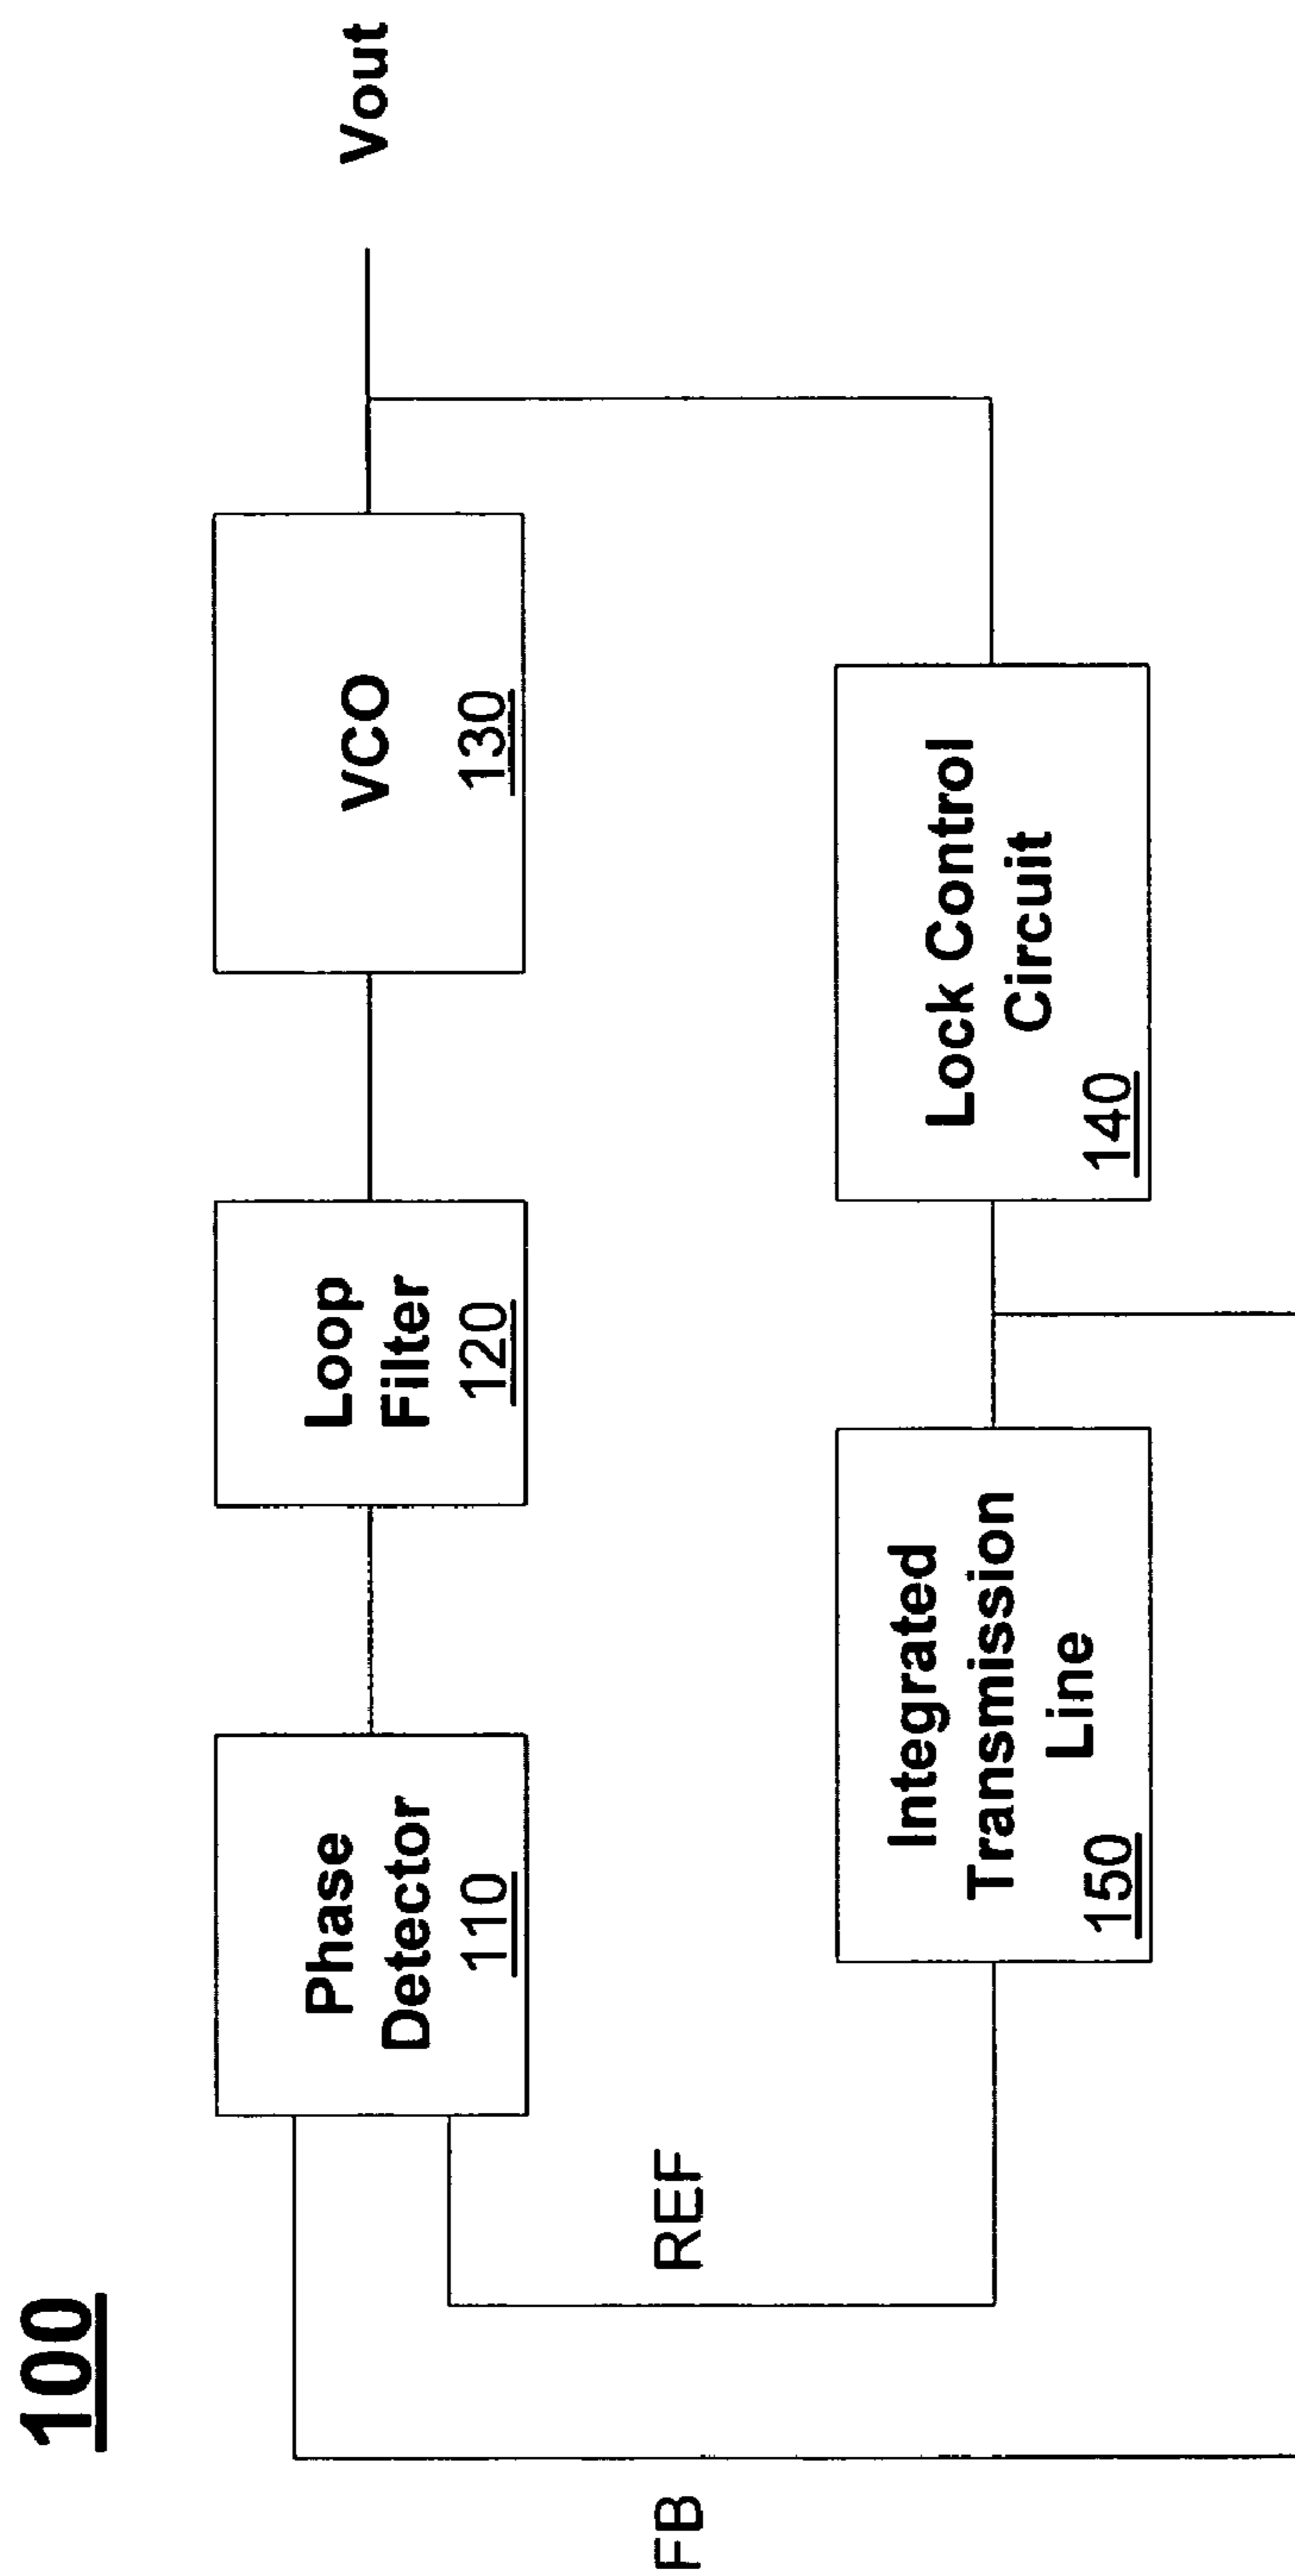 100
Phase
Detector
110
Loop
Filter
120
VCO
130
Vout
FB
REF
Integrated
Transmission
Line
150
Lock Control
Circuit
140